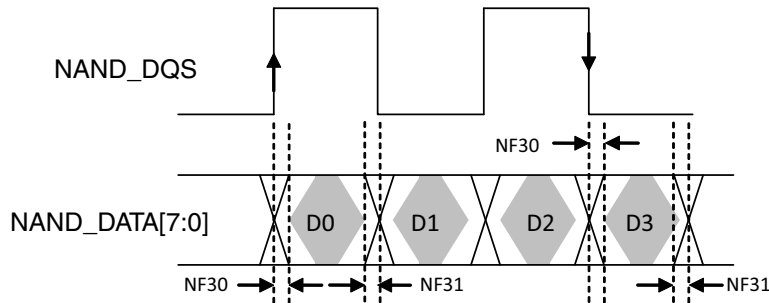 NAND_DQS
NF30
NAND_DATA[7:0]
D0
D1
D2
D3
NF30
NF31
NF31